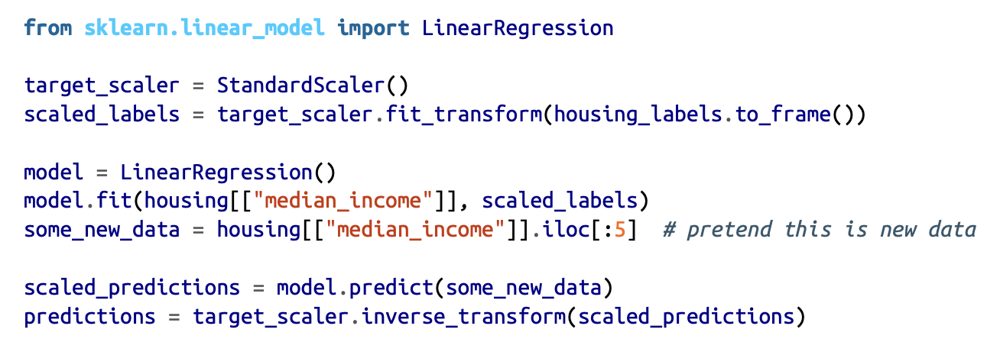 from sklearn.linear_model import LinearRegression
target_scaler = StandardScaler()
scaled_labels = target_scaler.fit_transform(housing_labels.to_frame())
model = LinearRegression()
model.fit(housing[["median_income"]], scaled_labels)
some_new_data = housing[["median_income"]].iloc[:5]  # pretend this is new data
scaled_predictions = model.predict(some_new_data)
predictions = target_scaler.inverse_transform(scaled_predictions)